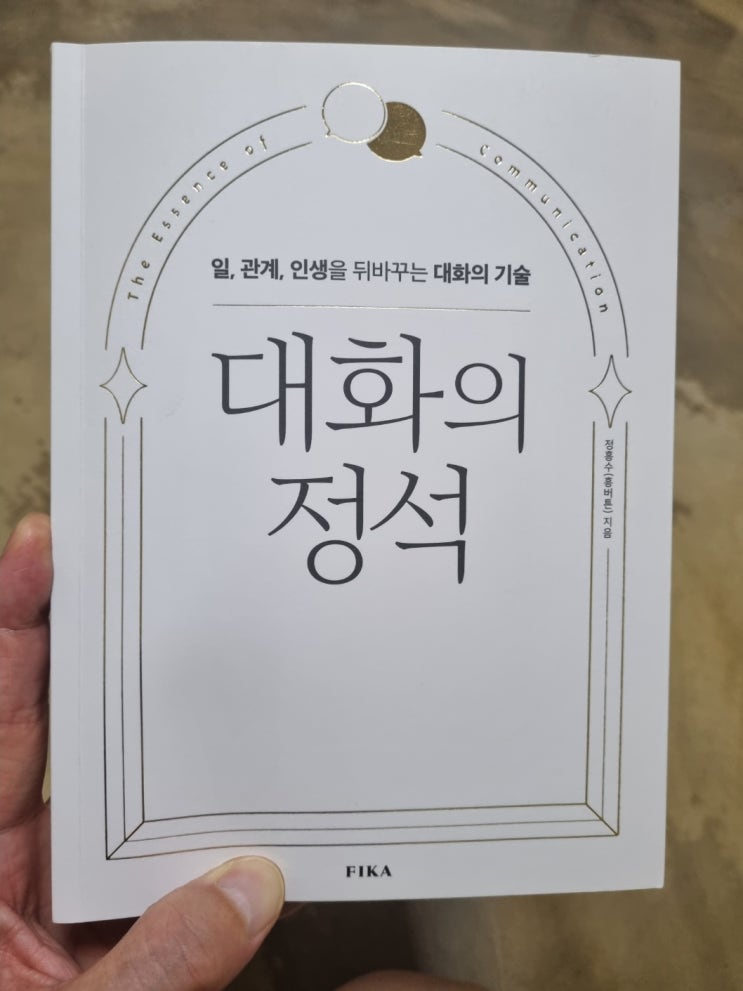 The Essence of Communication
일, 관계, 인생을 뒤바꾸는 대화의 기술
대화의
정석
정흥수(흥버튼) 지음
FIKA